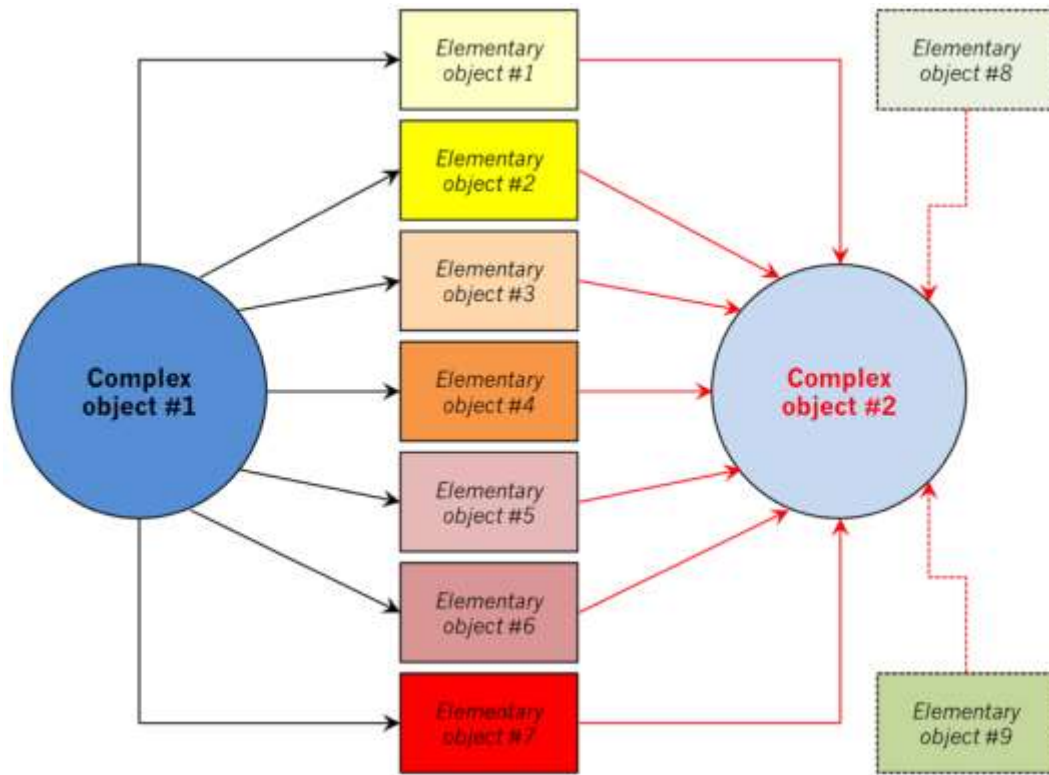 Elementary
object #1
Elementary
object #8
Elementary
object #2
Elementary
object #3
Complex
object #1
Elementary
object #4
Complex
object #2
Elementary
object #5
Elementary
object #6
Elementary
object #7
Elementary
object #9